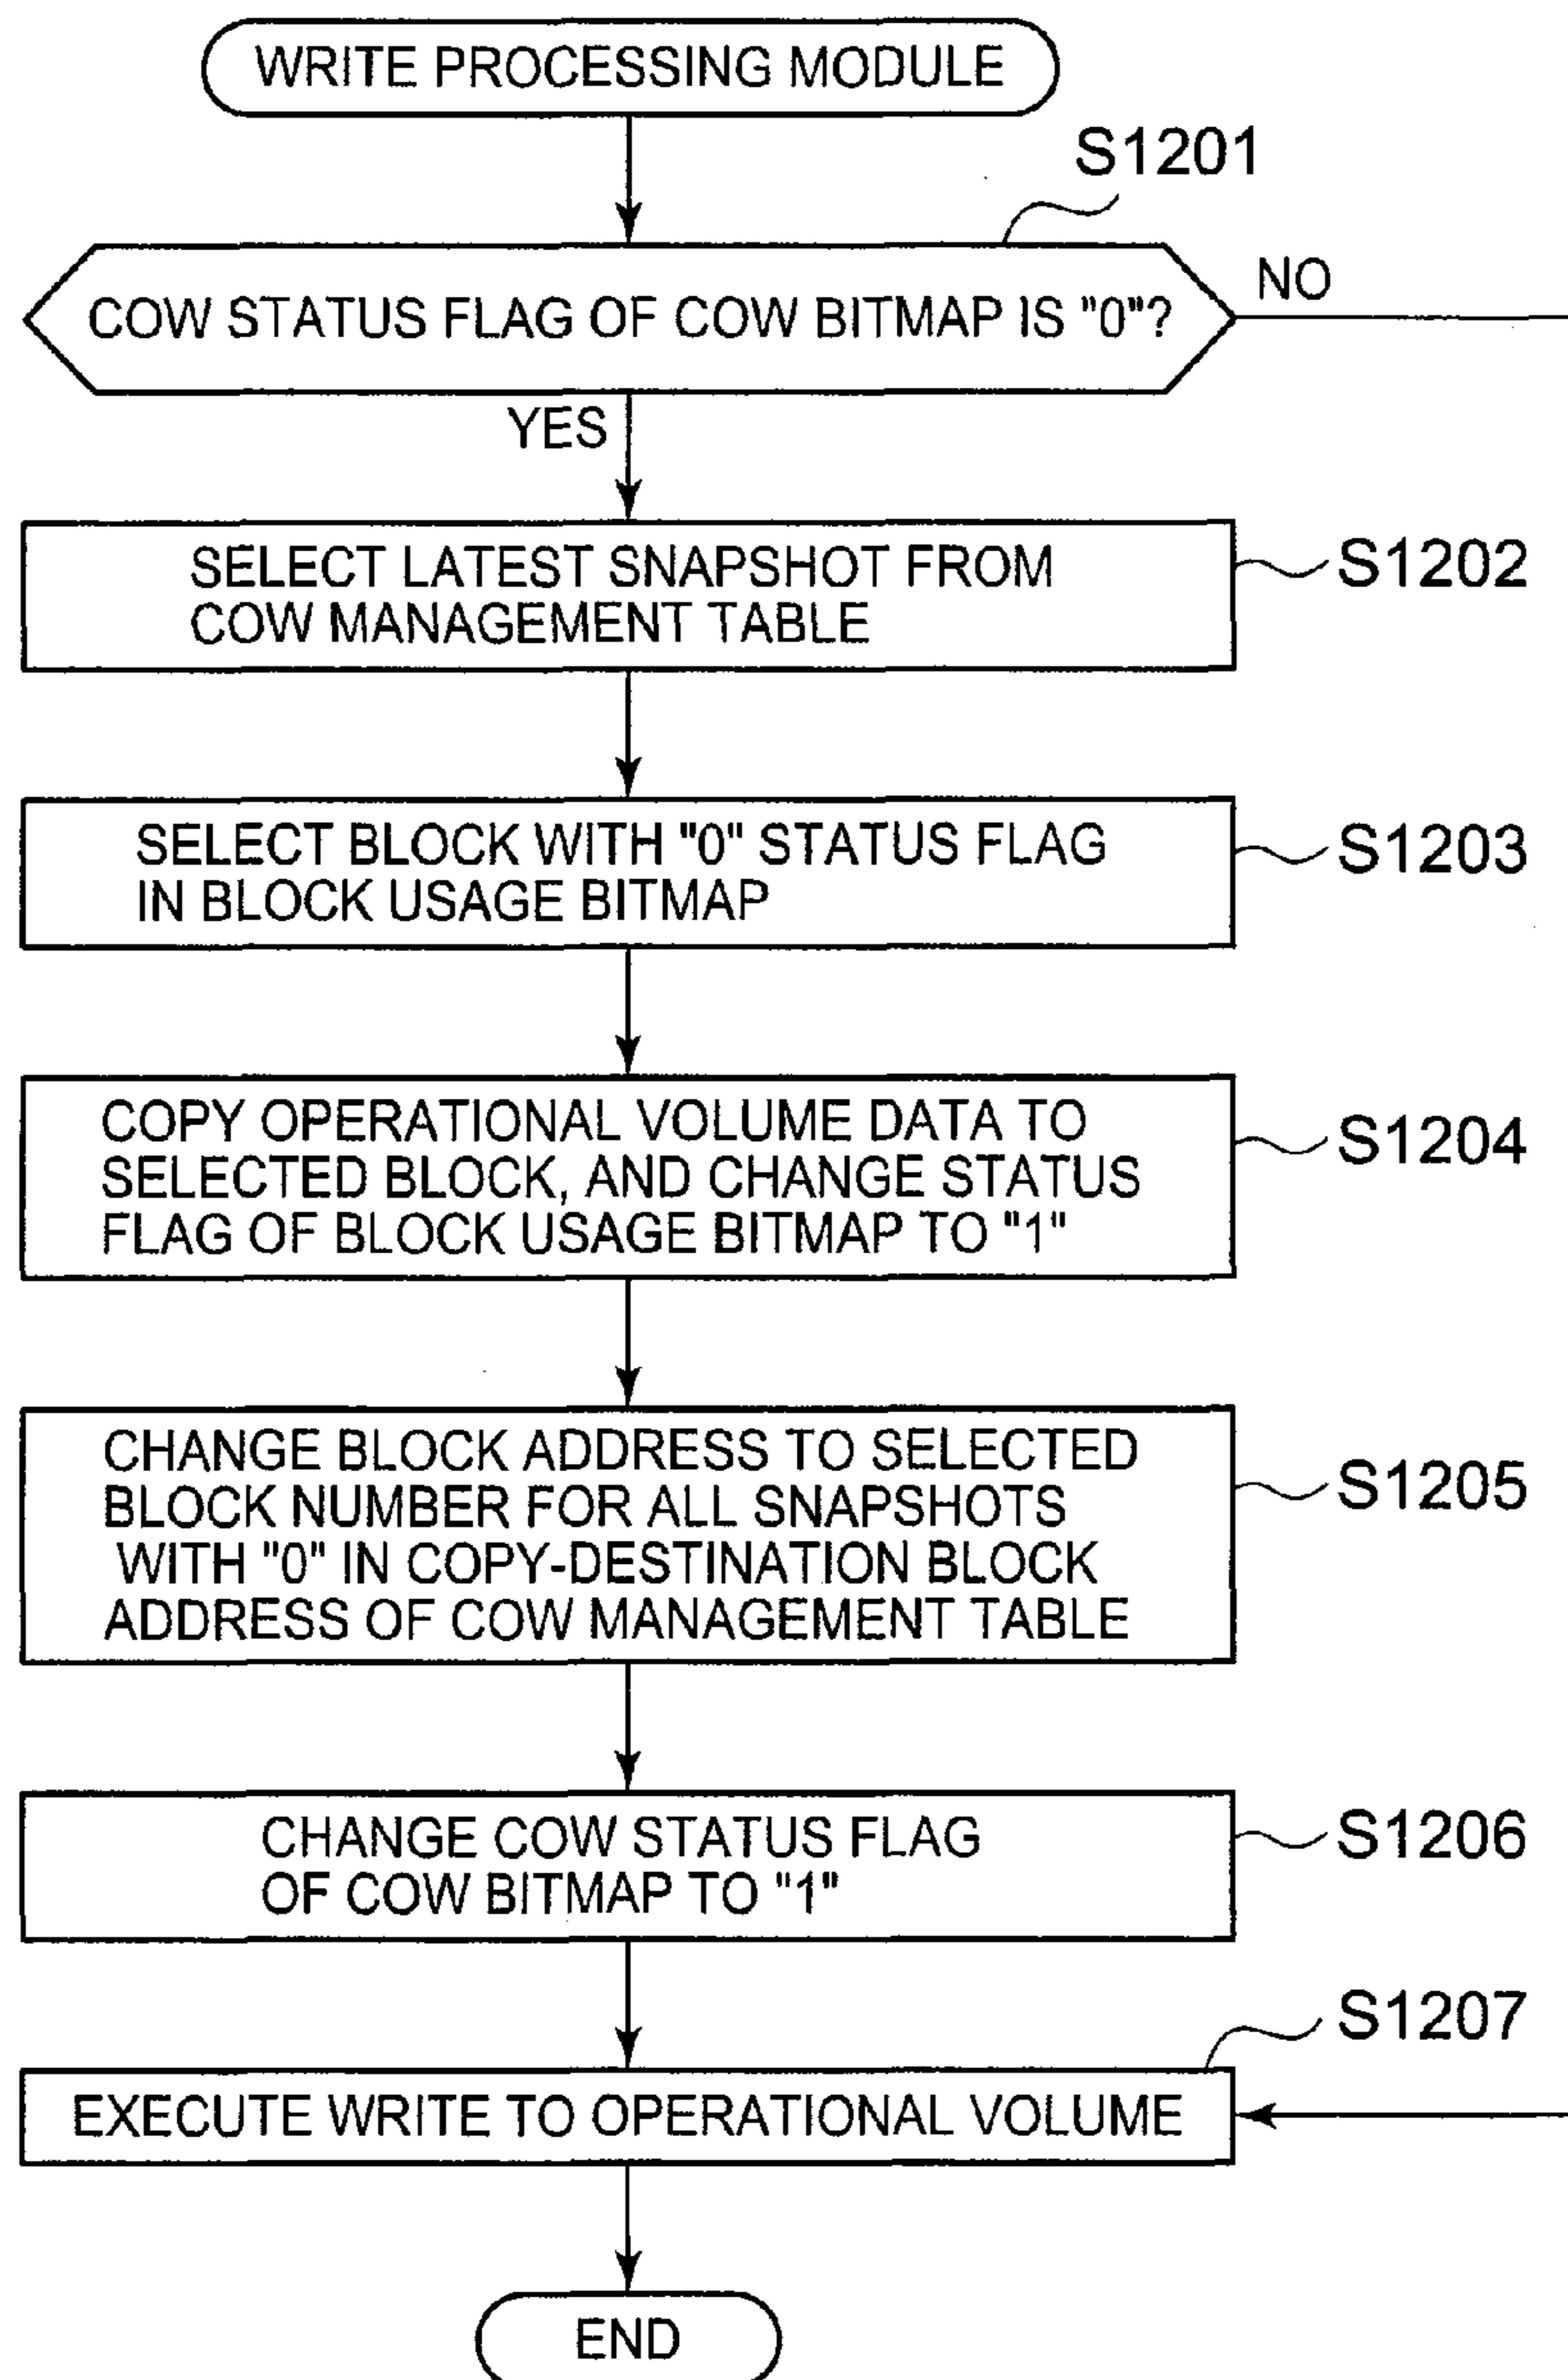 WRITE PROCESSING MODULE
S1201
COW STATUS FLAG OF COW BITMAP IS "0"?
NO
YES
SELECT LATEST SNAPSHOT FROM
COW MANAGEMENT TABLE
S1202
SELECT BLOCK WITH "0" STATUS FLAG
IN BLOCK USAGE BITMAP
S1203
COPY OPERATIONAL VOLUME DATA TO
SELECTED BLOCK, AND CHANGE STATUS
FLAG OF BLOCK USAGE BITMAP TO "1"
S1204
CHANGE BLOCK ADDRESS TO SELECTED
BLOCK NUMBER FOR ALL SNAPSHOTS
WITH "0" IN COPY-DESTINATION BLOCK
ADDRESS OF COW MANAGEMENT TABLE
S1205
CHANGE COW STATUS FLAG
OF COW BITMAP TO "1"
S1206
S1207
EXECUTE WRITE TO OPERATIONAL VOLUME
END